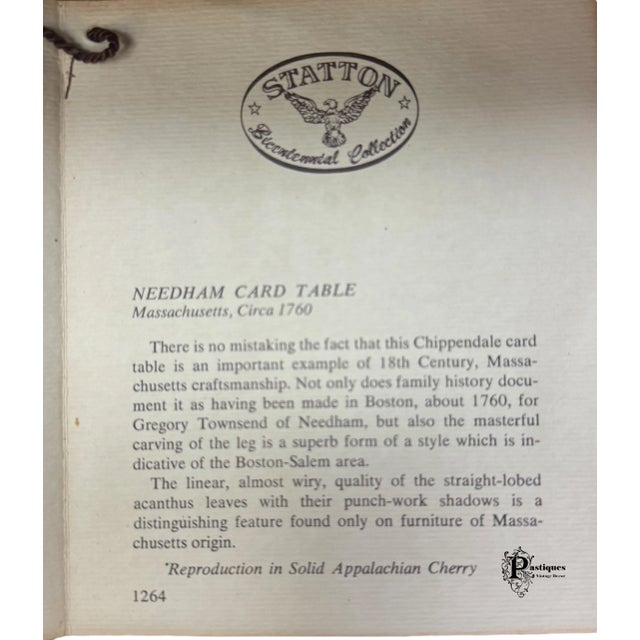 STATTON
Bicentennial Collection
NEEDHAM CARD TABLE
Massachusetts, Circa 1760
There is no mistaking the fact that this Chippendale card
table is an important example of 18th Century, Massa-
chusetts craftsmanship. Not only does family history docu-
ment it as having been made in Boston, about 1760, for
Gregory Townsend of Needham, but also the masterful
carving of the leg is a superb form of a style which is in-
dicative of the Boston-Salem area.
The linear, almost wiry, quality of the straight-lobed
acanthus leaves with their punch-work shadows is a
distinguishing feature found only on furniture of Massa-
chusetts origin.
*Reproduction in Solid Appalachian Cherry
1264
Pastiques
Vintage Decor